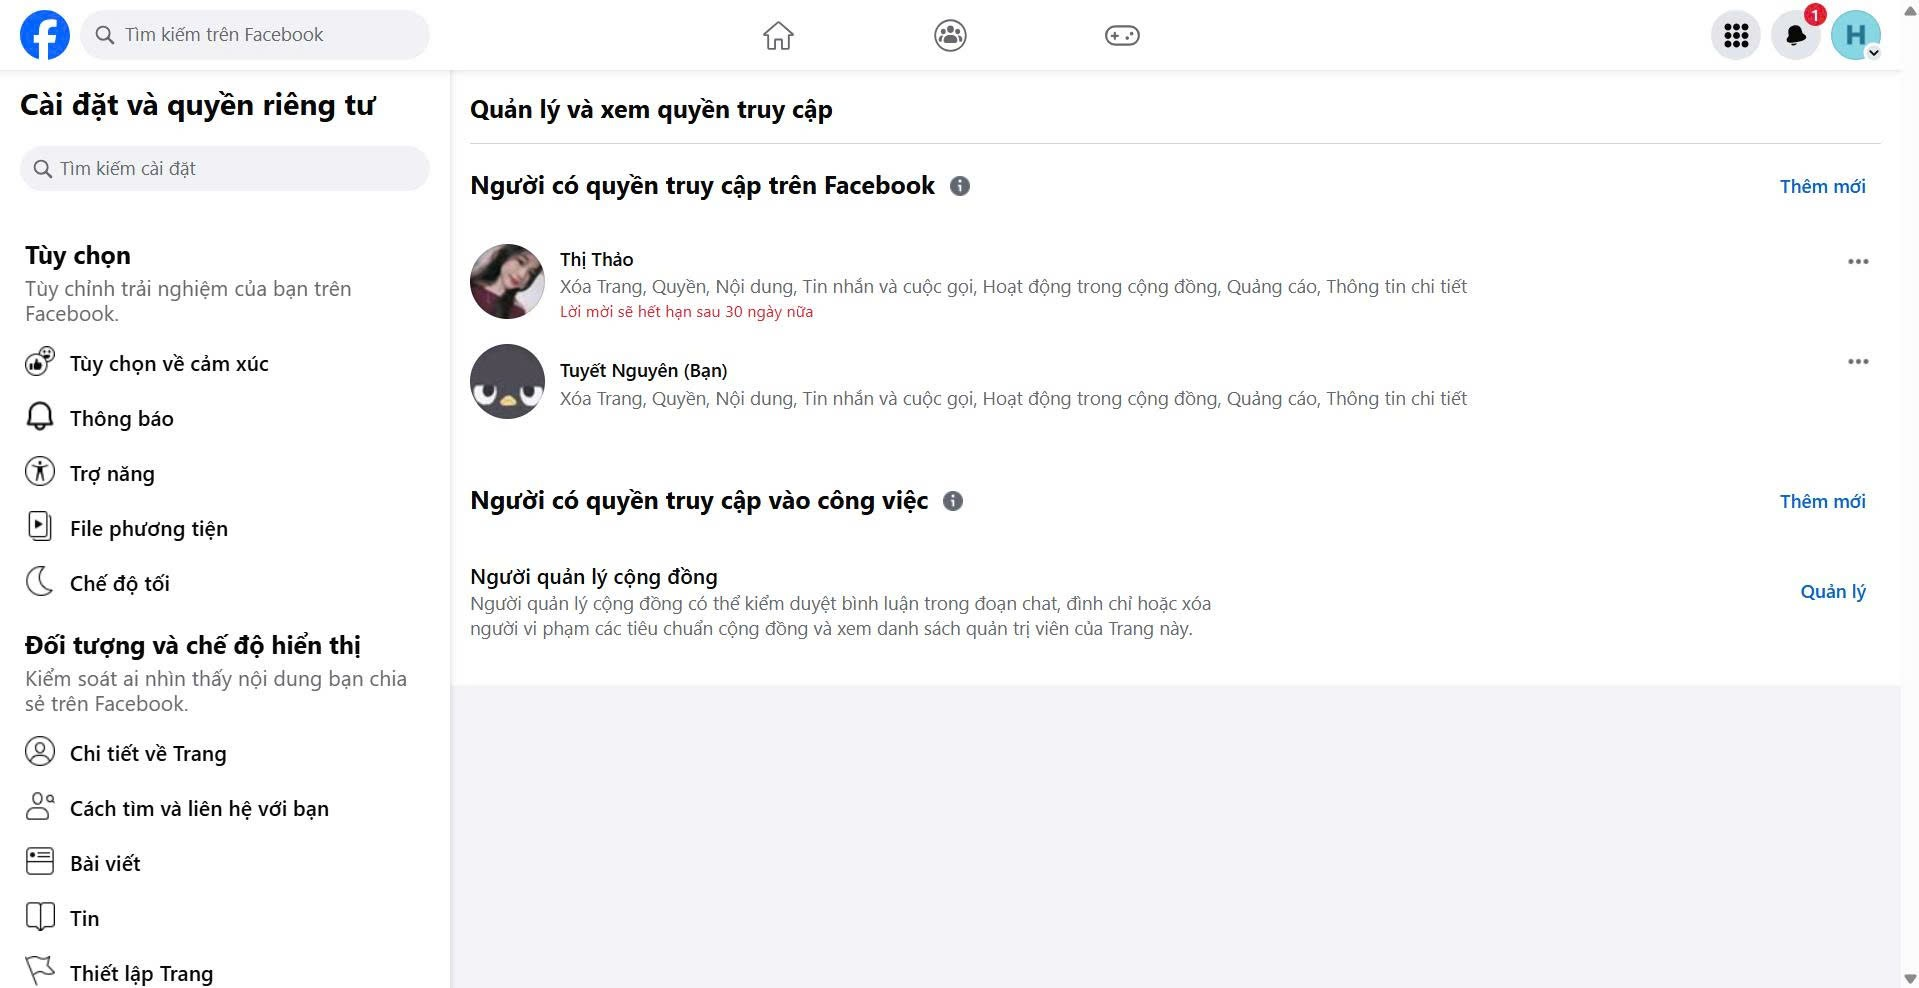 Tìm kiếm trên Facebook
1
H
Cài đặt và quyền riêng tư
Tìm kiếm cài đặt
Tùy chọn
Tùy chỉnh trải nghiệm của bạn trên
Facebook.
Tùy chọn về cảm xúc
Thông báo
Trợ năng
File phương tiện
Chế độ tối
Đối tượng và chế độ hiển thị
Kiểm soát ai nhìn thấy nội dung bạn chia
sẻ trên Facebook.
Chi tiết về Trang
Cách tìm và liên hệ với bạn
Bài viết
Tin
Thiết lập Trang
Quản lý và xem quyền truy cập
Người có quyền truy cập trên Facebook
Thêm mới
Thị Thảo
Xóa Trang, Quyền, Nội dung, Tin nhắn và cuộc gọi, Hoạt động trong cộng đồng, Quảng cáo, Thông tin chi tiết
Lời mời sẽ hết hạn sau 30 ngày nữa
Tuyết Nguyên (Bạn)
Xóa Trang, Quyền, Nội dung, Tin nhắn và cuộc gọi, Hoạt động trong cộng đồng, Quảng cáo, Thông tin chi tiết
Người có quyền truy cập vào công việc
Thêm mới
Người quản lý cộng đồng
Người quản lý cộng đồng có thể kiểm duyệt bình luận trong đoạn chat, đình chỉ hoặc xóa
người vi phạm các tiêu chuẩn cộng đồng và xem danh sách quản trị viên của Trang này.
Quản lý